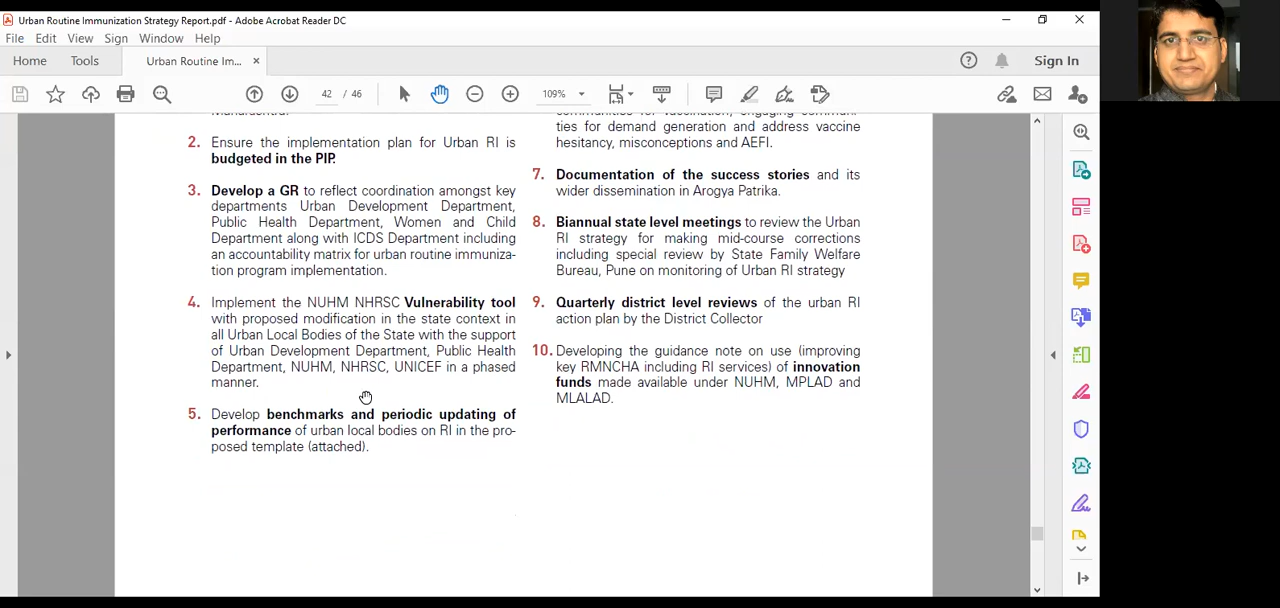 Urban Routine Immunization Strategy Report.pdf - Adobe Acrobat Reader DC
File Edit View Sign Window Help
Home Tools Urban Routine Im... × Sign In
42 / 46 109%
2. Ensure the implementation plan for Urban RI is
budgeted in the PIP.
3. Develop a GR to reflect coordination amongst key
departments Urban Development Department,
Public Health Department, Women and Child
Department along with ICDS Department including
an accountability matrix for urban routine immuniza-
tion program implementation.
4. Implement the NUHM NHRSC Vulnerability tool
with proposed modification in the state context in
all Urban Local Bodies of the State with the support
of Urban Development Department, Public Health
Department, NUHM, NHRSC, UNICEF in a phased
manner.
5. Develop benchmarks and periodic updating of
performance of urban local bodies on RI in the pro-
posed template (attached).
communities for vaccination, engaging communi-
ties for demand generation and address vaccine
hesitancy, misconceptions and AEFI.
7. Documentation of the success stories and its
wider dissemination in Arogya Patrika.
8. Biannual state level meetings to review the Urban
RI strategy for making mid-course corrections
including special review by State Family Welfare
Bureau, Pune on monitoring of Urban RI strategy
9. Quarterly district level reviews of the urban RI
action plan by the District Collector
10. Developing the guidance note on use (improving
key RMNCHA including RI services) of innovation
funds made available under NUHM, MPLAD and
MLALAD.